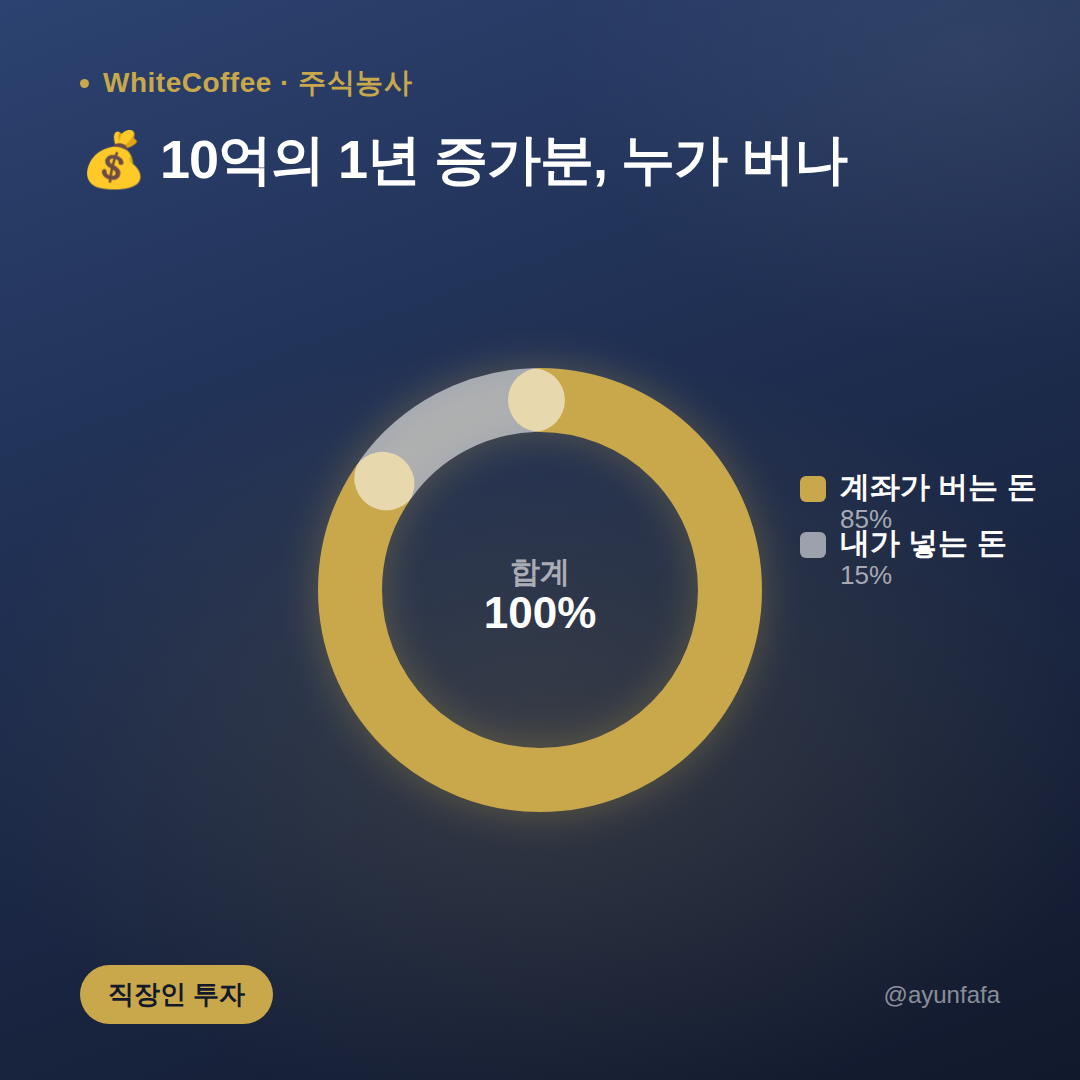 WhiteCoffee · 주식농사
💰 10억의 1년 증가분, 누가 버나
합계
100%
계좌가 버는 돈
85%
내가 넣는 돈
15%
직장인 투자
@ayunfafa